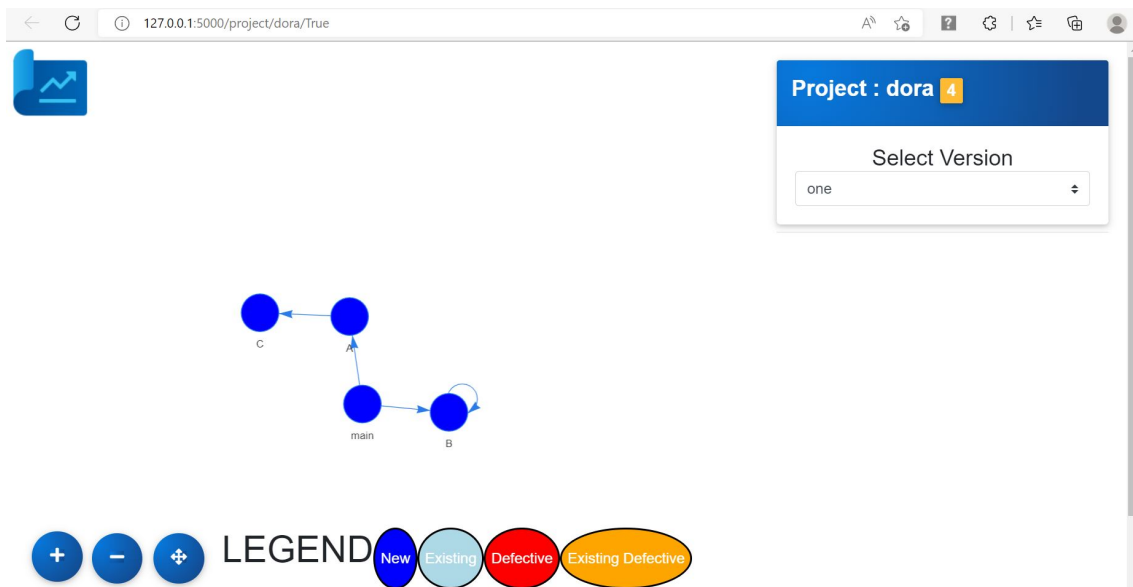 127.0.0.1:5000/project/dora/True
Project : dora 4
Select Version
one
C
A
main
B
LEGEND New Existing Defective Existing Defective